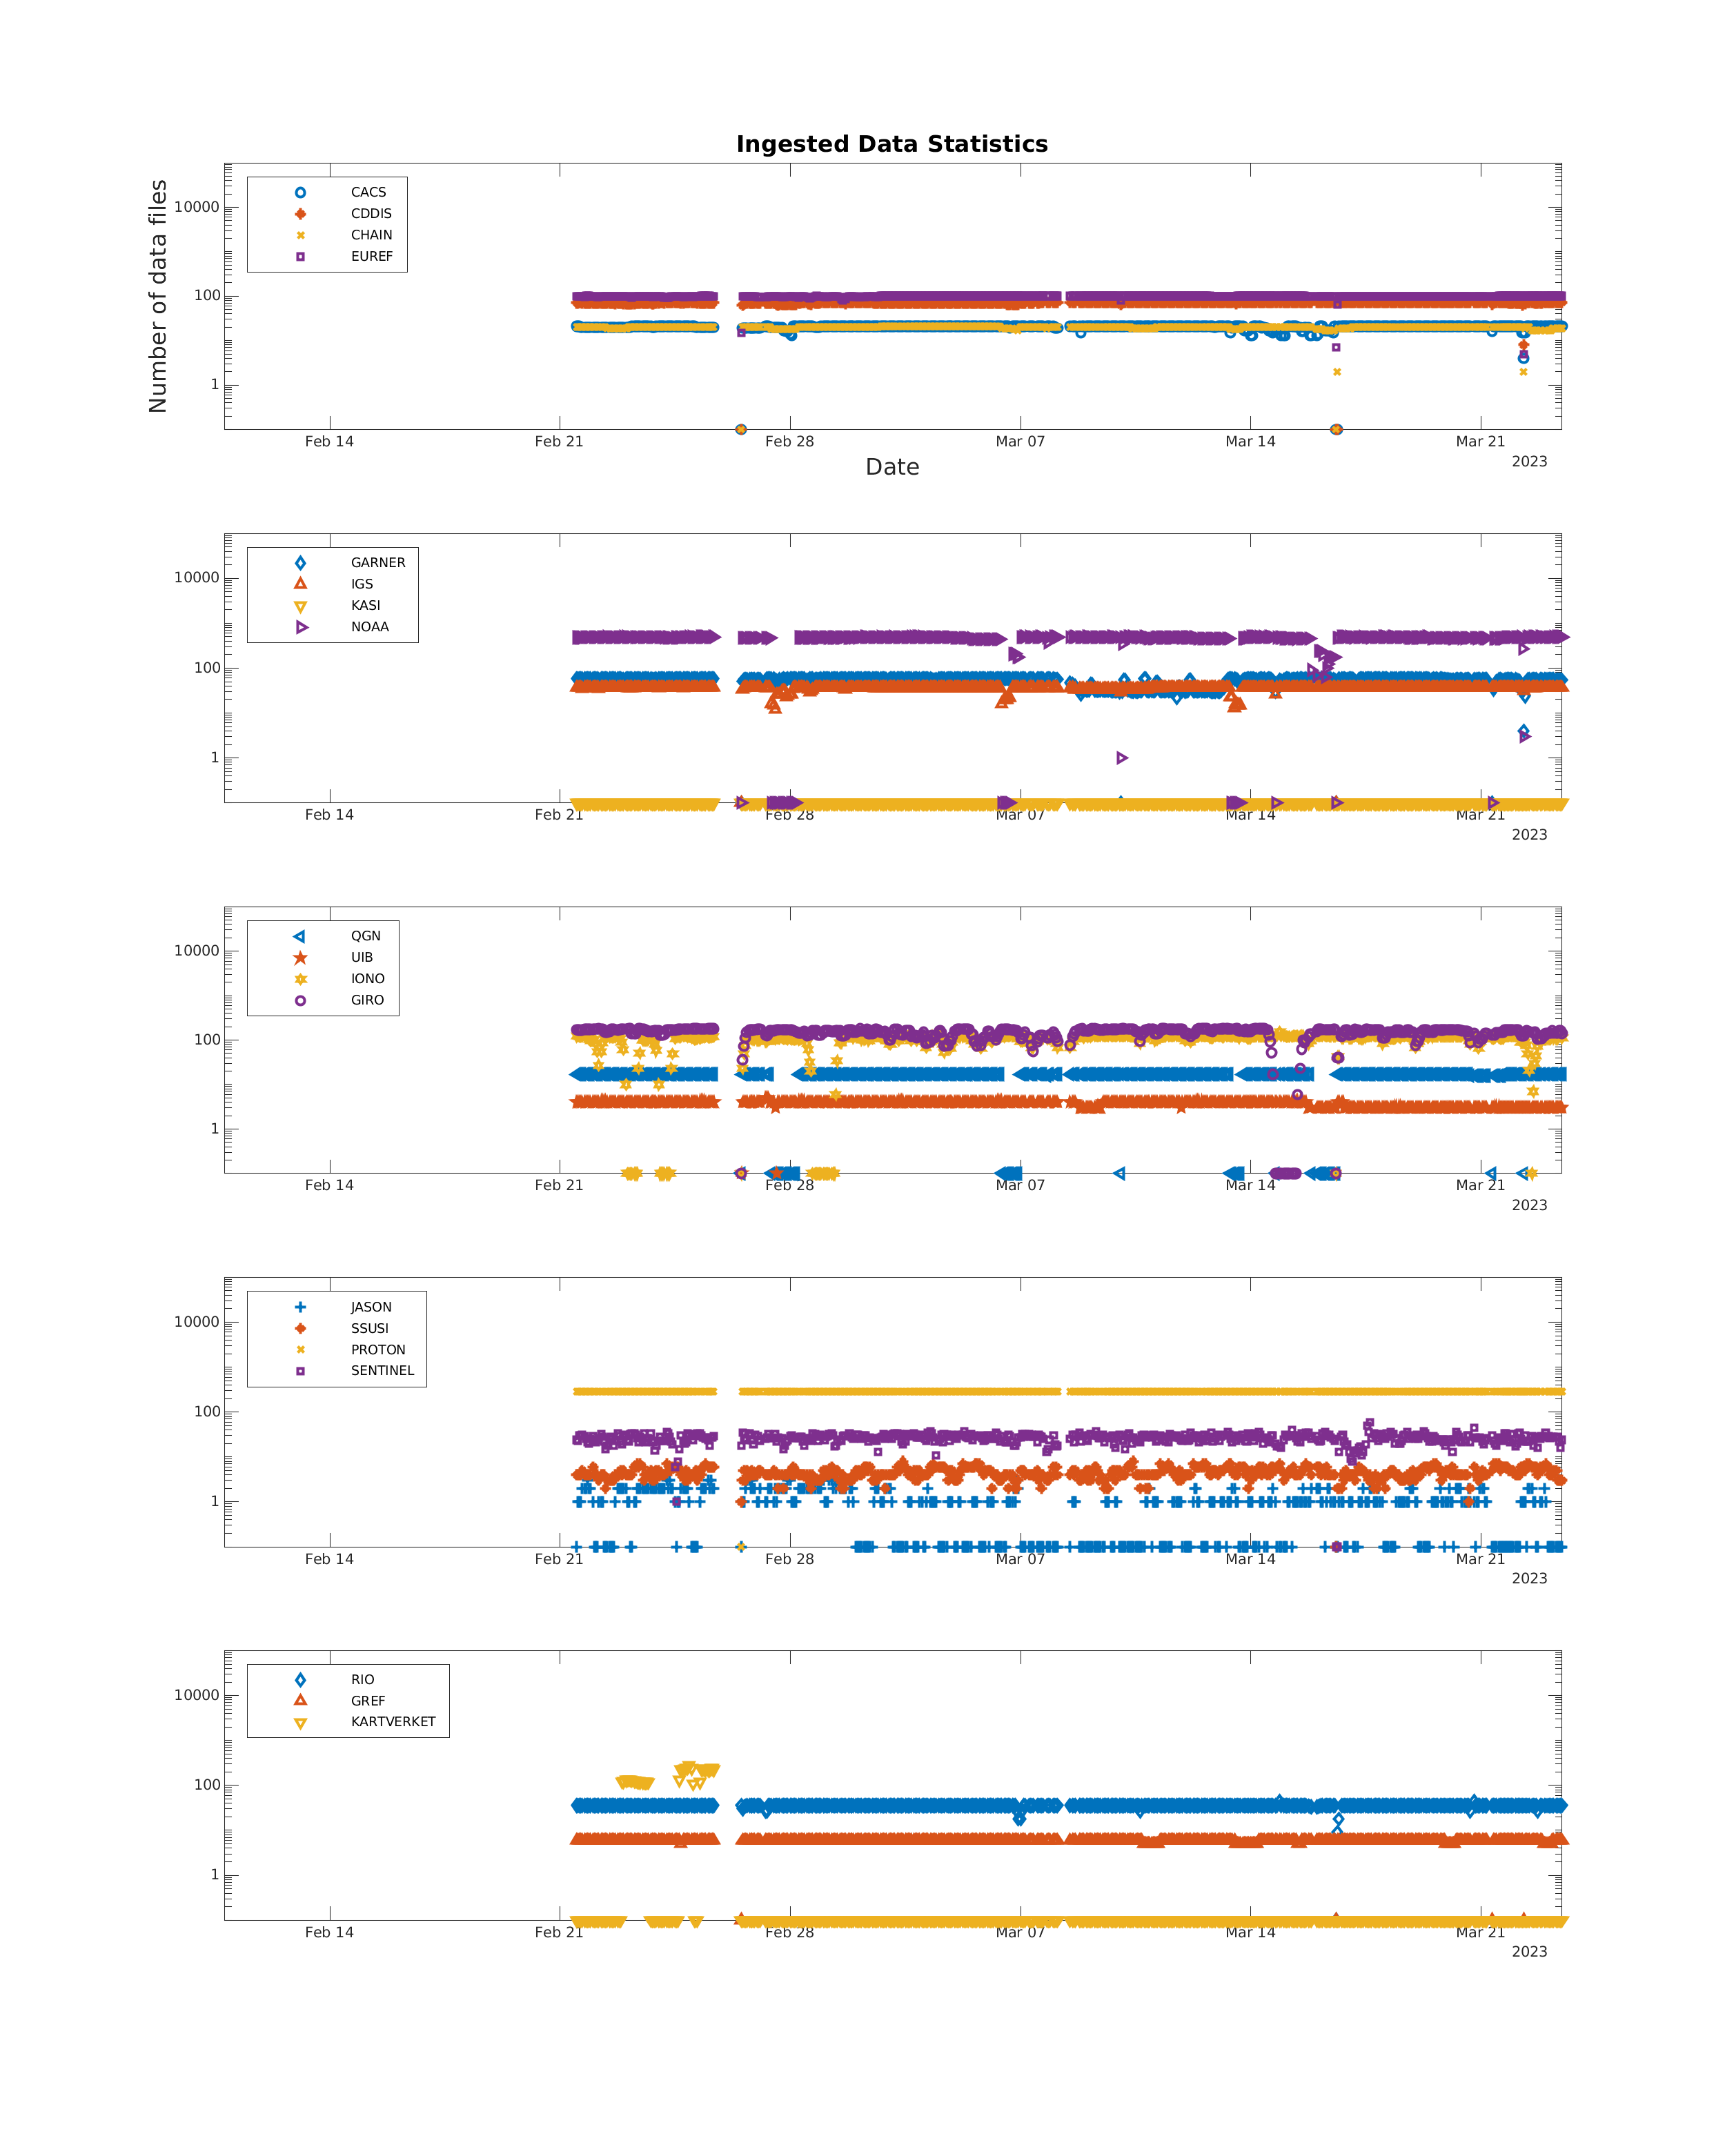 Ingested Data Statistics
Number of data files
10000
100
1
CACS
CDDIS
CHAIN
EUREF
Feb 14 Feb 21 Feb 28 Mar 07 Mar 14 Mar 21
2023
Date
10000
100
1
GARNER
IGS
KASI
NOAA
Feb 14 Feb 21 Feb 28 Mar 07 Mar 14 Mar 21
2023
10000
100
1
QGN
UIB
IONO
GIRO
Feb 14 Feb 21 Feb 28 Mar 07 Mar 14 Mar 21
2023
10000
100
1
JASON
SSUSI
PROTON
SENTINEL
Feb 14 Feb 21 Feb 28 Mar 07 Mar 14 Mar 21
2023
10000
100
1
RIO
GREF
KARTVERKET
Feb 14 Feb 21 Feb 28 Mar 07 Mar 14 Mar 21
2023